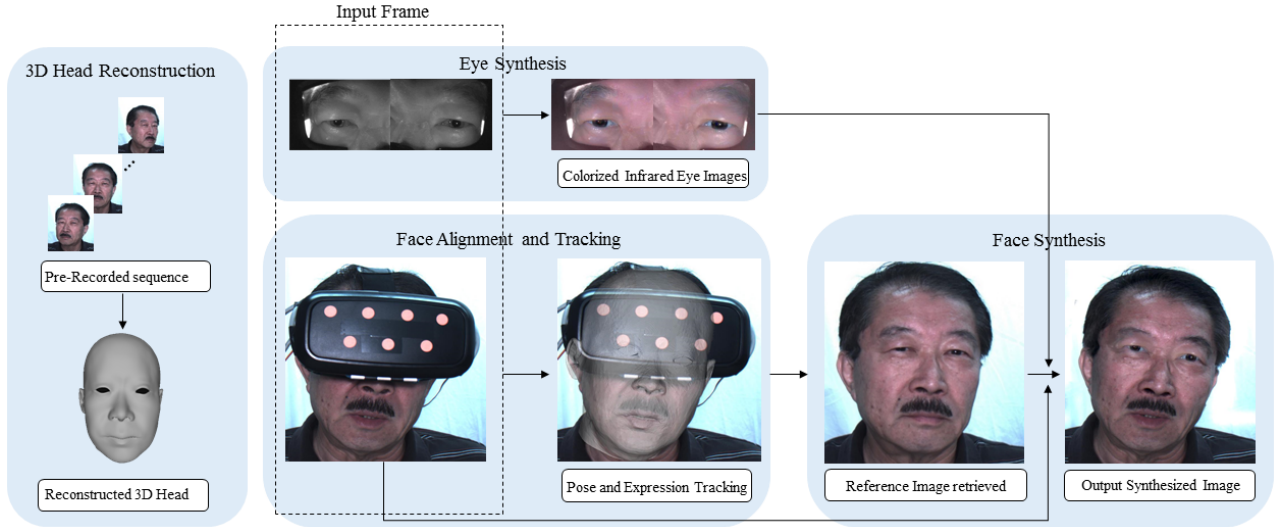 Input Frame
3D Head Reconstruction
Pre-Recorded sequence
Reconstructed 3D Head
Eye Synthesis
Colorized Infrared Eye Images
Face Alignment and Tracking
Pose and Expression Tracking
Face Synthesis
Reference Image retrieved
Output Synthesized Image